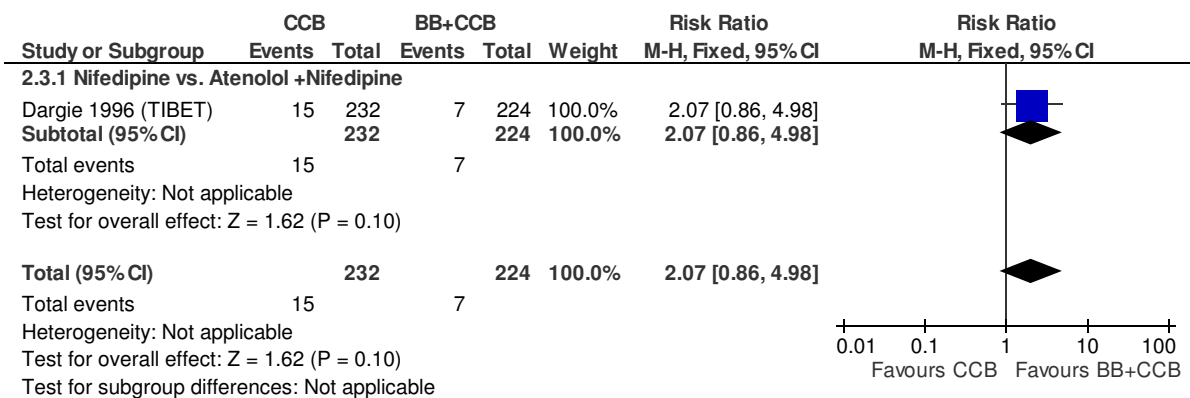 CCB BB+CCB Risk Ratio Risk Ratio
Study or Subgroup Events Total Events Total Weight M-H, Fixed, 95% CI M-H, Fixed, 95% CI
2.3.1 Nifedipine vs. Atenolol +Nifedipine
Dargie 1996 (TIBET) 15 232 7 224 100.0% 2.07 [0.86, 4.98]
Subtotal (95% CI) 232 224 100.0% 2.07 [0.86, 4.98]
Total events 15 7
Heterogeneity: Not applicable
Test for overall effect: Z = 1.62 (P = 0.10)
Total (95% CI) 232 224 100.0% 2.07 [0.86, 4.98]
Total events 15 7
Heterogeneity: Not applicable
Test for overall effect: Z = 1.62 (P = 0.10)
Test for subgroup differences: Not applicable
0.01 0.1 1 10 100
Favours CCB Favours BB+CCB